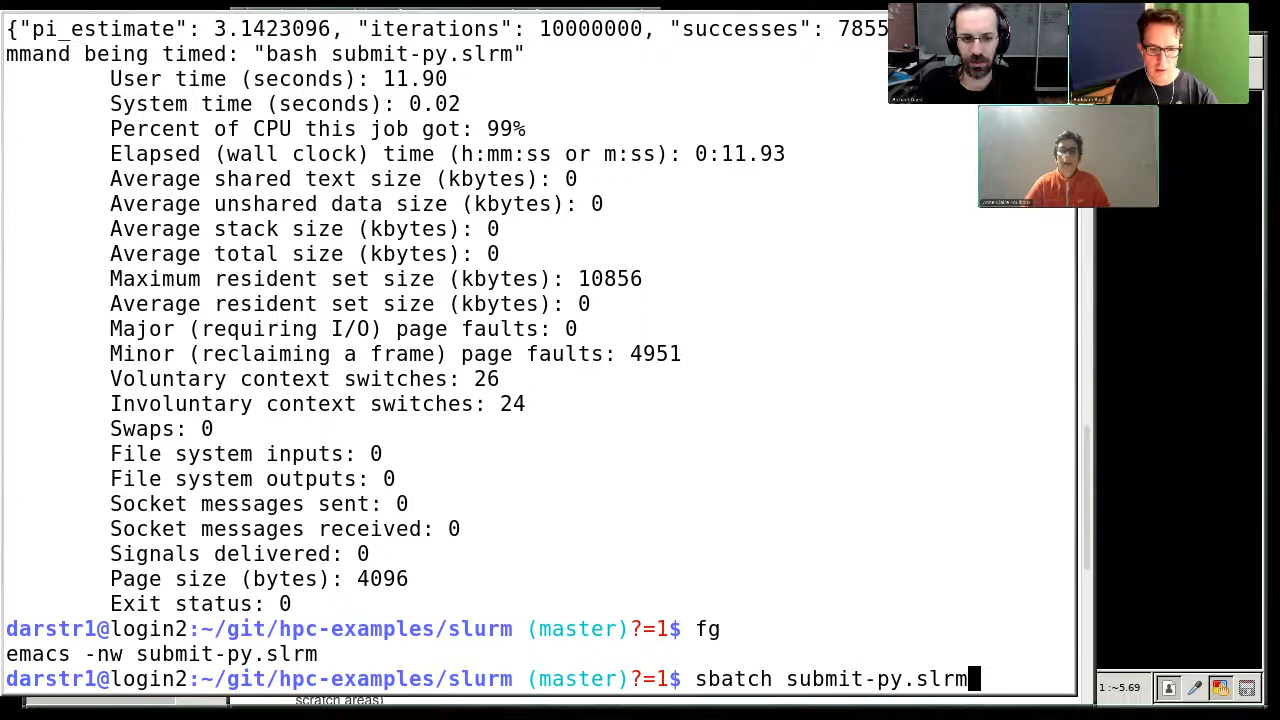 {"pi_estimate": 3.1423096, "iterations": 10000000, "successes": 7855
mmand being timed: "bash submit-py.slrm"
User time (seconds): 11.90
System time (seconds): 0.02
Percent of CPU this job got: 99%
Elapsed (wall clock) time (h:mm:ss or m:ss): 0:11.93
Average shared text size (kbytes): 0
Average unshared data size (kbytes): 0
Average stack size (kbytes): 0
Average total size (kbytes): 0
Maximum resident set size (kbytes): 10856
Average resident set size (kbytes): 0
Major (requiring I/O) page faults: 0
Minor (reclaiming a frame) page faults: 4951
Voluntary context switches: 26
Involuntary context switches: 24
Swaps: 0
File system inputs: 0
File system outputs: 0
Socket messages sent: 0
Socket messages received: 0
Signals delivered: 0
Page size (bytes): 4096
Exit status: 0
darstr1@login2:~/git/hpc-examples/slurm (master)?=1$ fg
emacs -nw submit-py.slrm
darstr1@login2:~/git/hpc-examples/slurm (master)?=1$ sbatch submit-py.slrm
scratch areas)
1:~5.69